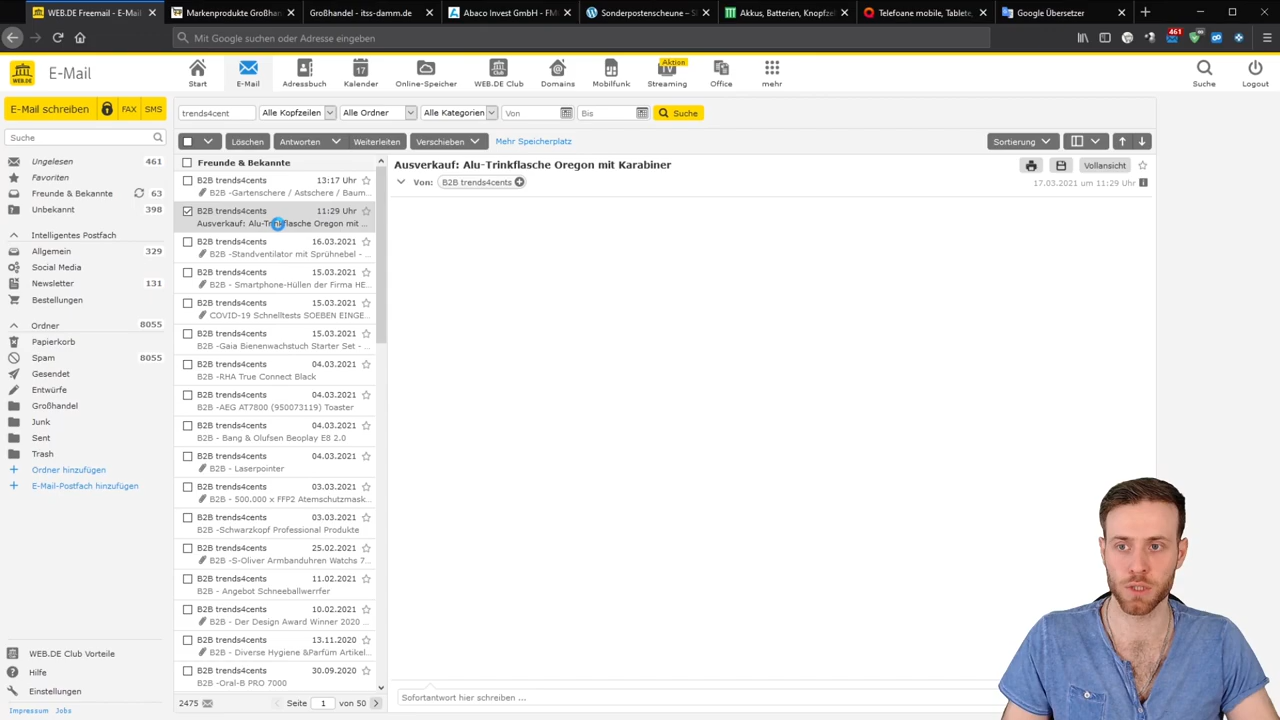 WEB.DE Freemail - E-Mail
Markenprodukte Großhan
Großhandel - itss-damm.de
Abaco Invest GmbH - FM
Sonderpostenscheune – S
Akkus, Batterien, Knopfzel
Telefoane mobile, Tablete,
Google Übersetzer
Mit Google suchen oder Adresse eingeben
461
WEB.DE
E-Mail
Start
E-Mail
Adressbuch
17
Kalender
Online-Speicher
Club
WEB.DE Club
Domains
Mobilfunk
Aktion
Streaming
Office
mehr
Suche
Logout
E-Mail schreiben
FAX
SMS
trends4cent
Alle Kopfzeilen
Alle Ordner
Alle Kategorien
Von
Bis
Suche
Suche
Löschen
Antworten
Weiterleiten
Verschieben
Mehr Speicherplatz
Sortierung
Ungelesen 461
Favoriten
Freunde & Bekannte 63
Unbekannt 398
Intelligentes Postfach
Allgemein 329
Social Media
Newsletter 131
Bestellungen
Ordner 8055
Papierkorb
Spam 8055
Gesendet
Entwürfe
Großhandel
Junk
Sent
Trash
Ordner hinzufügen
E-Mail-Postfach hinzufügen
WEB.DE Club Vorteile
Hilfe
Einstellungen
Impressum Jobs
Freunde & Bekannte
B2B trends4cents 13:17 Uhr
B2B -Gartenschere / Astschere / Baum...
B2B trends4cents 11:29 Uhr
Ausverkauf: Alu-Trinkflasche Oregon mit ...
B2B trends4cents 16.03.2021
B2B -Standventilator mit Sprühnebel - ...
B2B trends4cents 15.03.2021
B2B - Smartphone-Hüllen der Firma HE...
B2B trends4cents 15.03.2021
COVID-19 Schnelltests SOEBEN EINGE...
B2B trends4cents 15.03.2021
B2B -Gaia Bienenwachstuch Starter Set - ...
B2B trends4cents 04.03.2021
B2B -RHA True Connect Black
B2B trends4cents 04.03.2021
B2B -AEG AT7800 (950073119) Toaster
B2B trends4cents 04.03.2021
B2B - Bang & Olufsen Beoplay E8 2.0
B2B trends4cents 04.03.2021
B2B - Laserpointer
B2B trends4cents 03.03.2021
B2B - 500.000 x FFP2 Atemschutzmask...
B2B trends4cents 03.03.2021
B2B -Schwarzkopf Professional Produkte
B2B trends4cents 25.02.2021
B2B -S-Oliver Armbanduhren Watchs 7...
B2B trends4cents 11.02.2021
B2B - Angebot Schneeballwerrfer
B2B trends4cents 10.02.2021
B2B - Der Design Award Winner 2020 ...
B2B trends4cents 13.11.2020
B2B - Diverse Hygiene &Parfüm Artikel...
B2B trends4cents 30.09.2020
B2B -Oral-B PRO 7000
2475
Seite 1 von 50
Ausverkauf: Alu-Trinkflasche Oregon mit Karabiner
Vollansicht
Von: B2B trends4cents
17.03.2021 um 11:29 Uhr
Sofortantwort hier schreiben ...